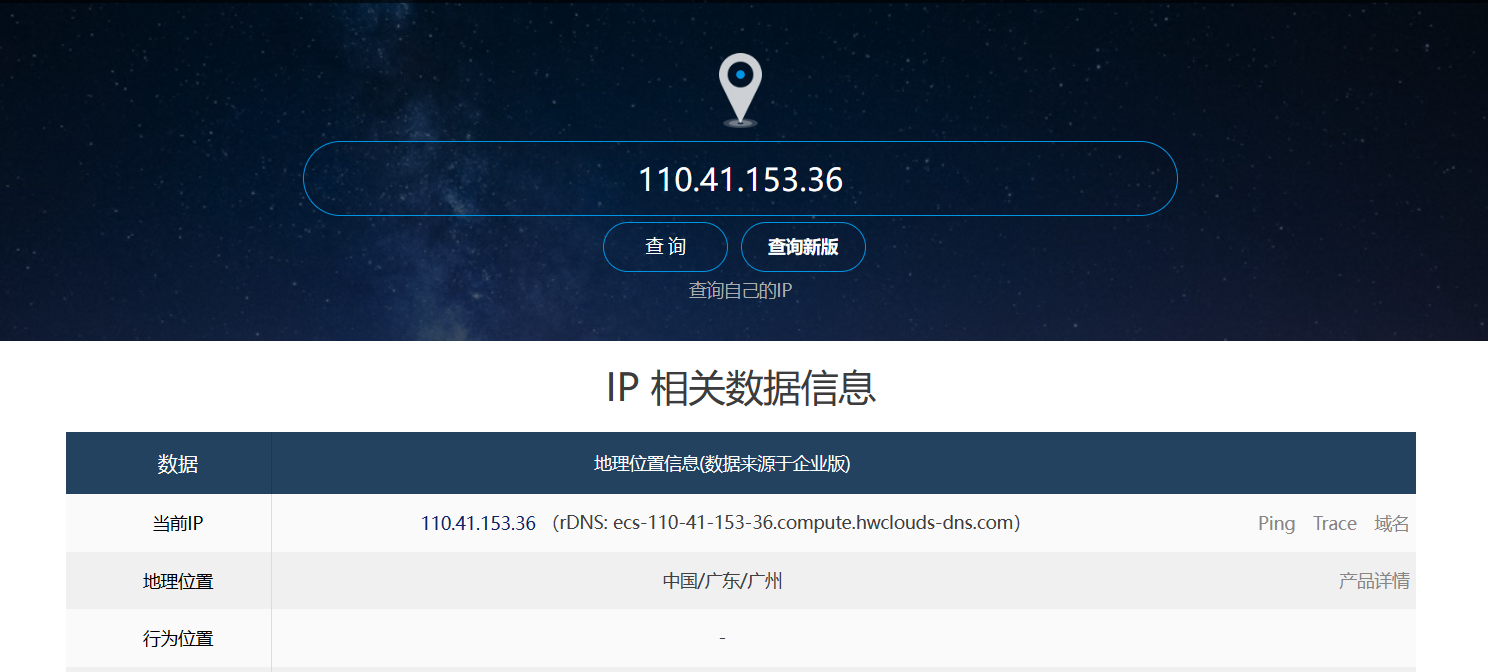 110.41.153.36
查 询 查询新版
查询自己的IP
IP 相关数据信息
数据 地理位置信息(数据来源于企业版)
当前IP 110.41.153.36 （rDNS: ecs-110-41-153-36.compute.hwclouds-dns.com） Ping Trace 域名
地理位置 中国/广东/广州 产品详情
行为位置 -